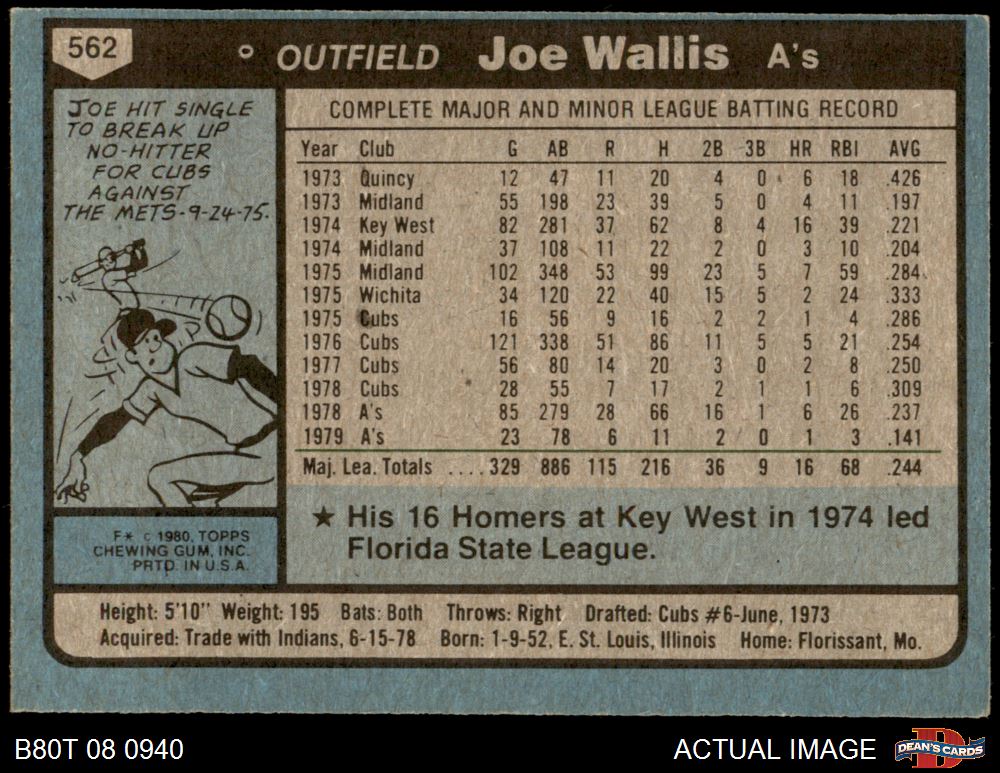 562
OUTFIELD Joe Wallis A's
JOE HIT SINGLE
TO BREAK UP
NO-HITTER
FOR CUBS
AGAINST
THE METS-9-24-75.
COMPLETE MAJOR AND MINOR LEAGUE BATTING RECORD
Year Club G AB R H 2B 3B HR RBI AVG
1973 Quincy 12 47 11 20 4 0 6 18 .426
1973 Midland 55 198 23 39 5 0 4 11 .197
1974 Key West 82 281 37 62 8 4 16 39 .221
1974 Midland 37 108 11 22 2 0 3 10 .204
1975 Midland 102 348 53 99 23 5 7 59 .284
1975 Wichita 34 120 22 40 15 5 2 24 .333
1975 Cubs 16 56 9 16 2 2 1 4 .286
1976 Cubs 121 338 51 86 11 5 5 21 .254
1977 Cubs 56 80 14 20 3 0 2 8 .250
1978 Cubs 28 55 7 17 2 1 1 6 .309
1978 A's 85 279 28 66 16 1 6 26 .237
1979 A's 23 78 6 11 2 0 1 3 .141
Maj. Lea. Totals ....329 886 115 216 36 9 16 68 .244
★ His 16 Homers at Key West in 1974 led
Florida State League.
F* © 1980, TOPPS
CHEWING GUM, INC.
PRTD. IN U.S.A.
Height: 5'10" Weight: 195 Bats: Both Throws: Right Drafted: Cubs #6-June, 1973
Acquired: Trade with Indians, 6-15-78 Born: 1-9-52, E. St. Louis, Illinois Home: Florissant, Mo.
B80T 08 0940
ACTUAL IMAGE
DEAN'S CARDS